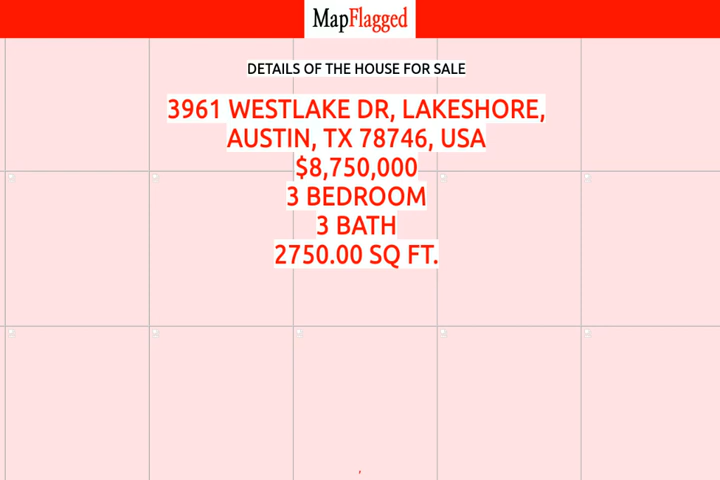 MapFlagged
DETAILS OF THE HOUSE FOR SALE
3961 WESTLAKE DR, LAKESHORE,
AUSTIN, TX 78746, USA
$8,750,000
3 BEDROOM
3 BATH
2750.00 SQ FT.
,